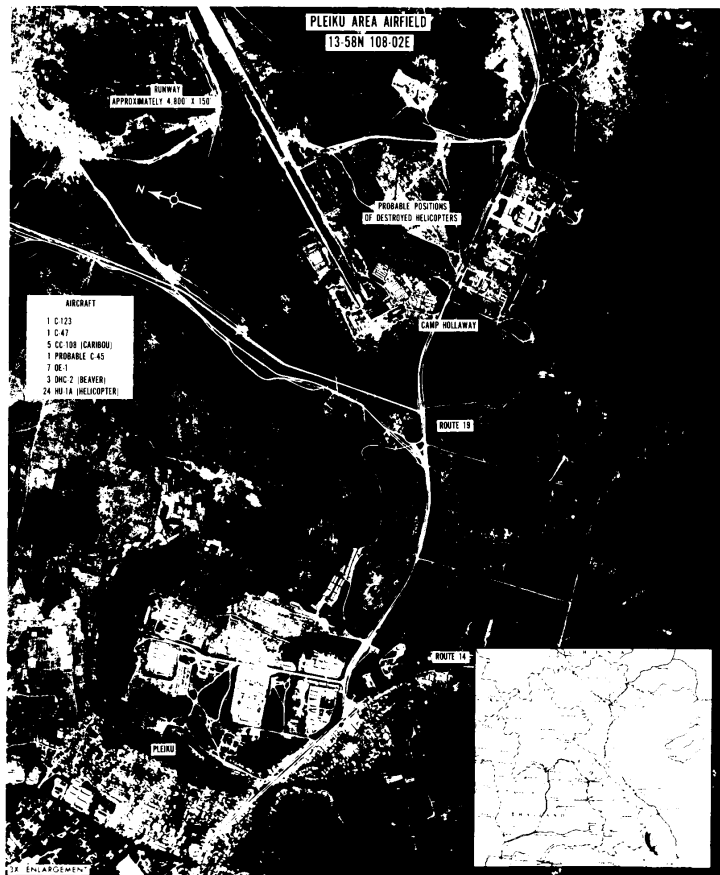 PLEIKU AREA AIRFIELD
13-58N 108-02E
RUNWAY
APPROXIMATELY 4,800 X 150'
N
PROBABLE POSITIONS
OF DESTROYED HELICOPTERS
AIRCRAFT
1 C-123
1 C-47
5 CC-108 (CARIBOU)
1 PROBABLE C-45
7 OE-1
3 DHC-2 (BEAVER)
24 HU-1A (HELICOPTER)
CAMP HOLLAWAY
ROUTE 19
ROUTE 14
PLEIKU
3X ENLARGEMENT